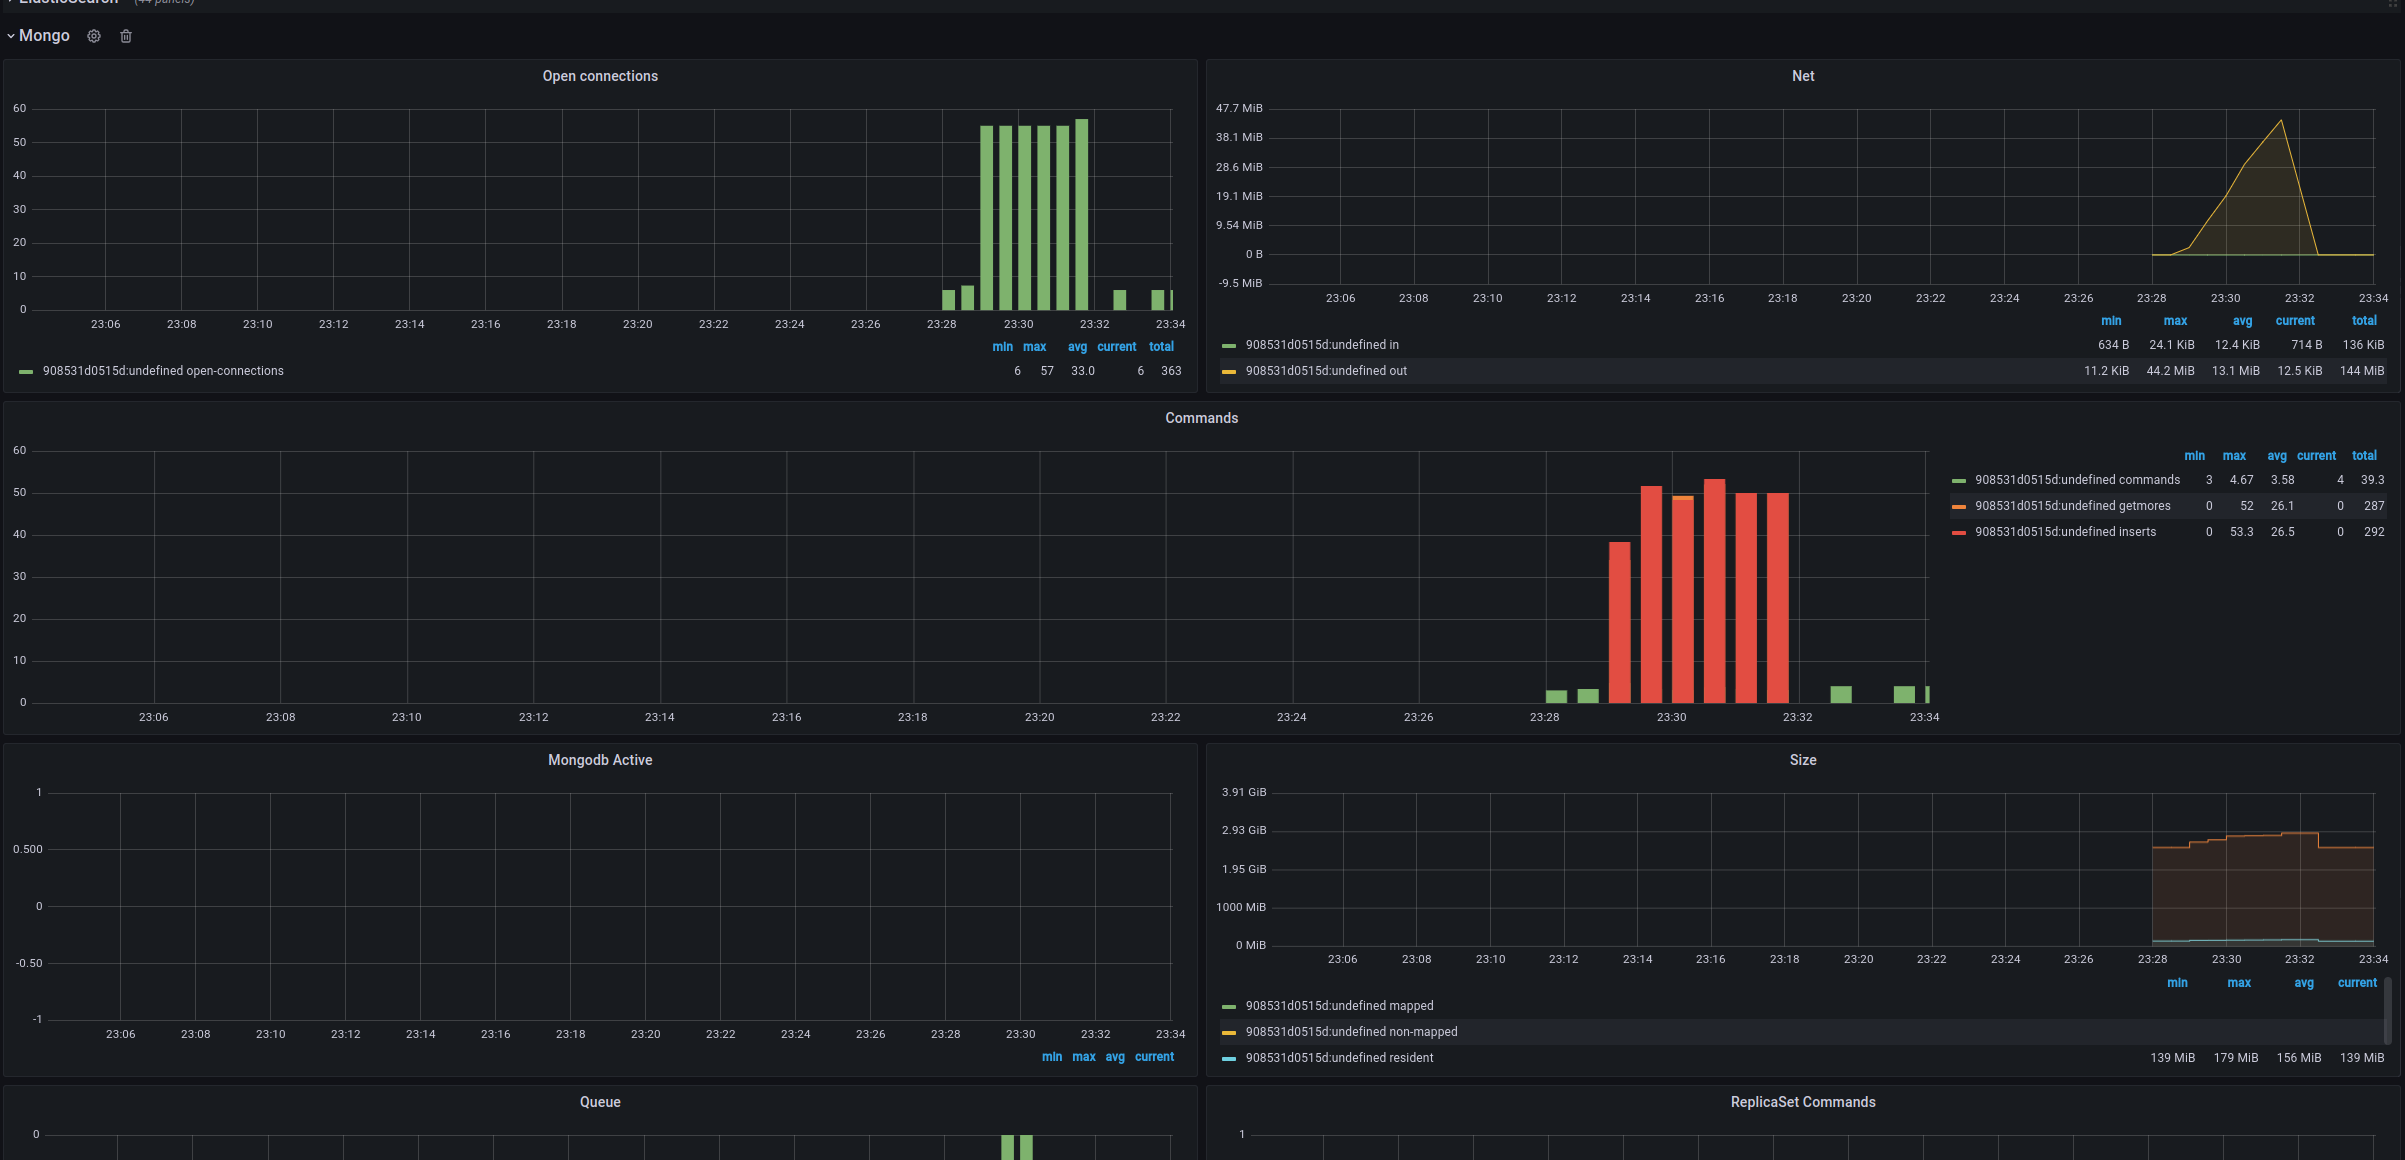 ElasticSearch (44 panels)
Mongo
Open connections
60
50
40
30
20
10
0
23:06 23:08 23:10 23:12 23:14 23:16 23:18 23:20 23:22 23:24 23:26 23:28 23:30 23:32 23:34
min max avg current total
908531d0515d:undefined open-connections 6 57 33.0 6 363
Net
47.7 MiB
38.1 MiB
28.6 MiB
19.1 MiB
9.54 MiB
0 B
-9.5 MiB
23:06 23:08 23:10 23:12 23:14 23:16 23:18 23:20 23:22 23:24 23:26 23:28 23:30 23:32 23:34
min max avg current total
908531d0515d:undefined in 634 B 24.1 KiB 12.4 KiB 714 B 136 KiB
908531d0515d:undefined out 11.2 KiB 44.2 MiB 13.1 MiB 12.5 KiB 144 MiB
Commands
60
50
40
30
20
10
0
23:06 23:08 23:10 23:12 23:14 23:16 23:18 23:20 23:22 23:24 23:26 23:28 23:30 23:32 23:34
min max avg current total
908531d0515d:undefined commands 3 4.67 3.58 4 39.3
908531d0515d:undefined getmores 0 52 26.1 0 287
908531d0515d:undefined inserts 0 53.3 26.5 0 292
Mongodb Active
1
0.500
0
-0.50
-1
23:06 23:08 23:10 23:12 23:14 23:16 23:18 23:20 23:22 23:24 23:26 23:28 23:30 23:32 23:34
min max avg current
Size
3.91 GiB
2.93 GiB
1.95 GiB
1000 MiB
0 MiB
23:06 23:08 23:10 23:12 23:14 23:16 23:18 23:20 23:22 23:24 23:26 23:28 23:30 23:32 23:34
min max avg current
908531d0515d:undefined mapped
908531d0515d:undefined non-mapped
908531d0515d:undefined resident 139 MiB 179 MiB 156 MiB 139 MiB
Queue
0
ReplicaSet Commands
1